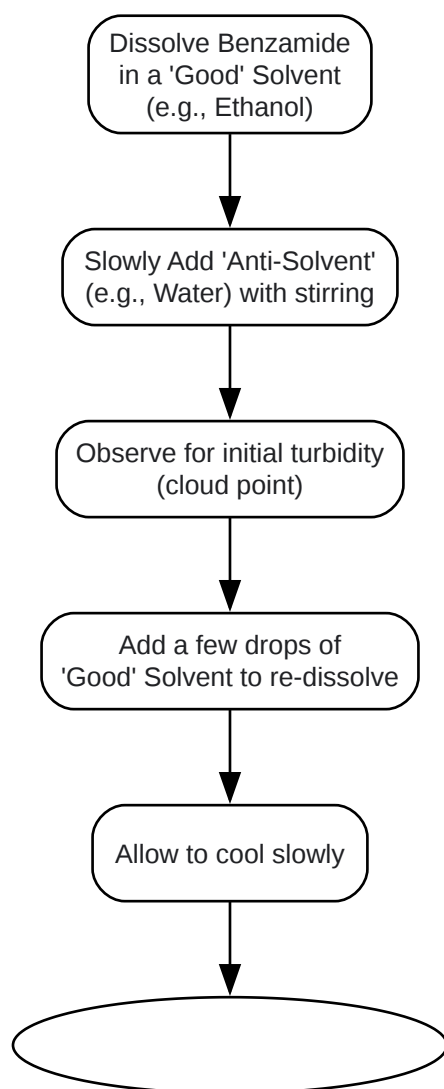 Dissolve Benzamide
in a 'Good' Solvent
(e.g., Ethanol)
Slowly Add 'Anti-Solvent'
(e.g., Water) with stirring
Observe for initial turbidity
(cloud point)
Add a few drops of
'Good' Solvent to re-dissolve
Allow to cool slowly